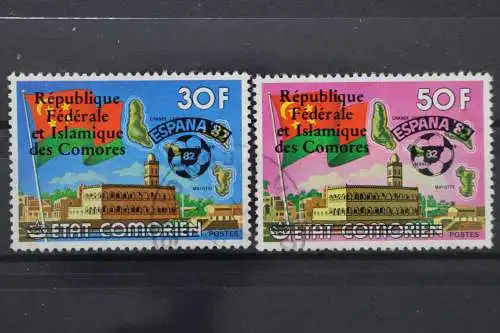 30F
République
Fédérale
et Islamique
des Comores
ESPANA '82
82
ETAT COMORIEN
POSTES
50F
République
Fédérale
et Islamique
des Comores
ESPANA '82
82
MAYOTTE
ETAT COMORIEN
POSTES